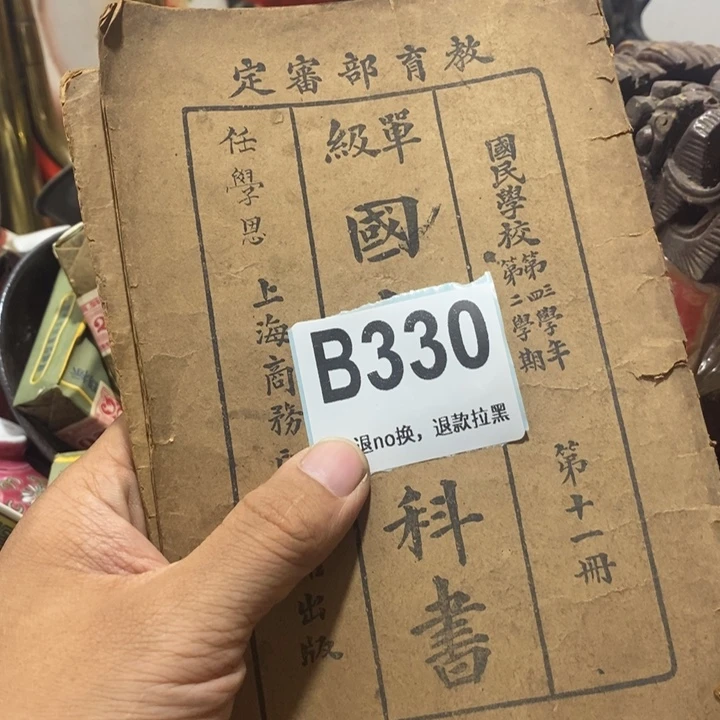 教育部審定
國民學校
第三四學年
第二學期
第十一冊
單級
國
科書
上海商務
出版
任學思
B330
退no换，退款拉黑